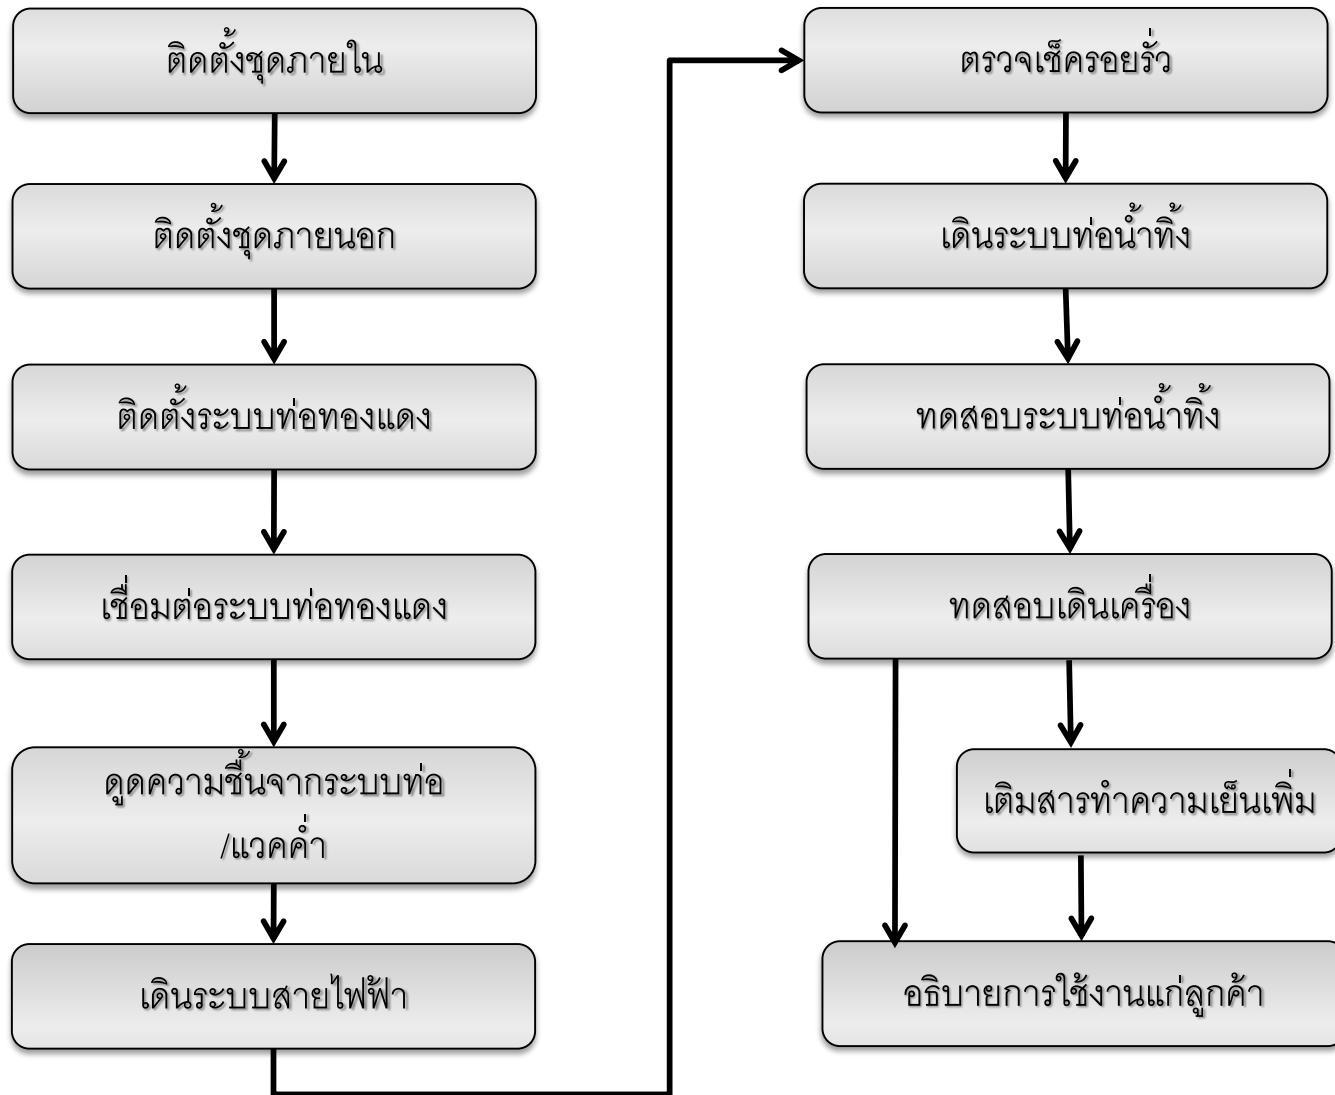 ติดตั้งชุดภายใน
ติดตั้งชุดภายนอก
ติดตั้งระบบท่อทองแดง
เชื่อมต่อระบบท่อทองแดง
ดูดความชื้นจากระบบท่อ
/แวคค่ำ
เดินระบบสายไฟฟ้า
ตรวจเช็ครอยรั่ว
เดินระบบท่อน้ำทิ้ง
ทดสอบระบบท่อน้ำทิ้ง
ทดสอบเดินเครื่อง
เติมสารทำความเย็นเพิ่ม
อธิบายการใช้งานแก่ลูกค้า